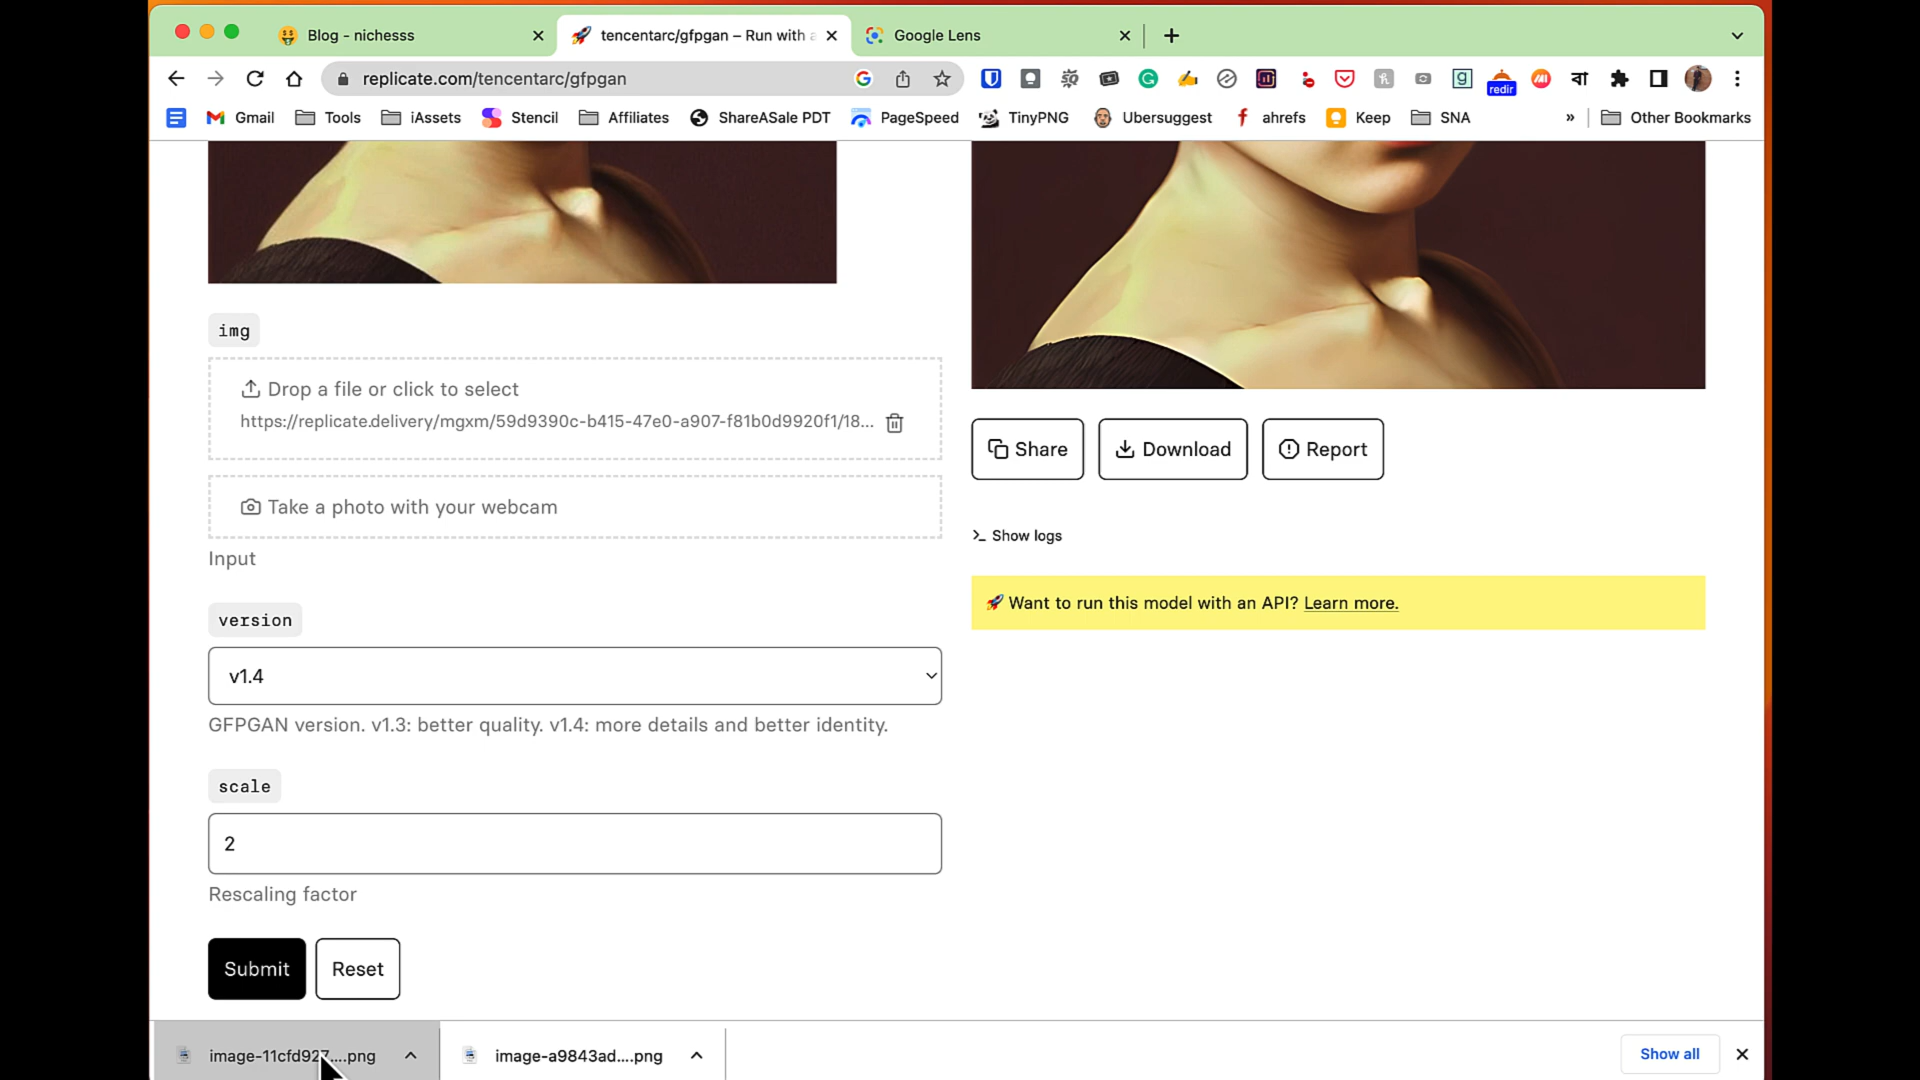 Blog - nichesss
tencentarc/gfpgan – Run with a
Google Lens
replicate.com/tencentarc/gfpgan
redir
Gmail Tools iAssets Stencil Affiliates ShareASale PDT PageSpeed TinyPNG Ubersuggest ahrefs Keep SNA » Other Bookmarks
img
Drop a file or click to select
https://replicate.delivery/mgxm/59d9390c-b415-47e0-a907-f81b0d9920f1/18...
Take a photo with your webcam
Input
version
v1.4
GFPGAN version. v1.3: better quality. v1.4: more details and better identity.
scale
2
Rescaling factor
Submit Reset
Share Download Report
>_ Show logs
Want to run this model with an API? Learn more.
image-11cfd927....png
image-a9843ad....png
Show all